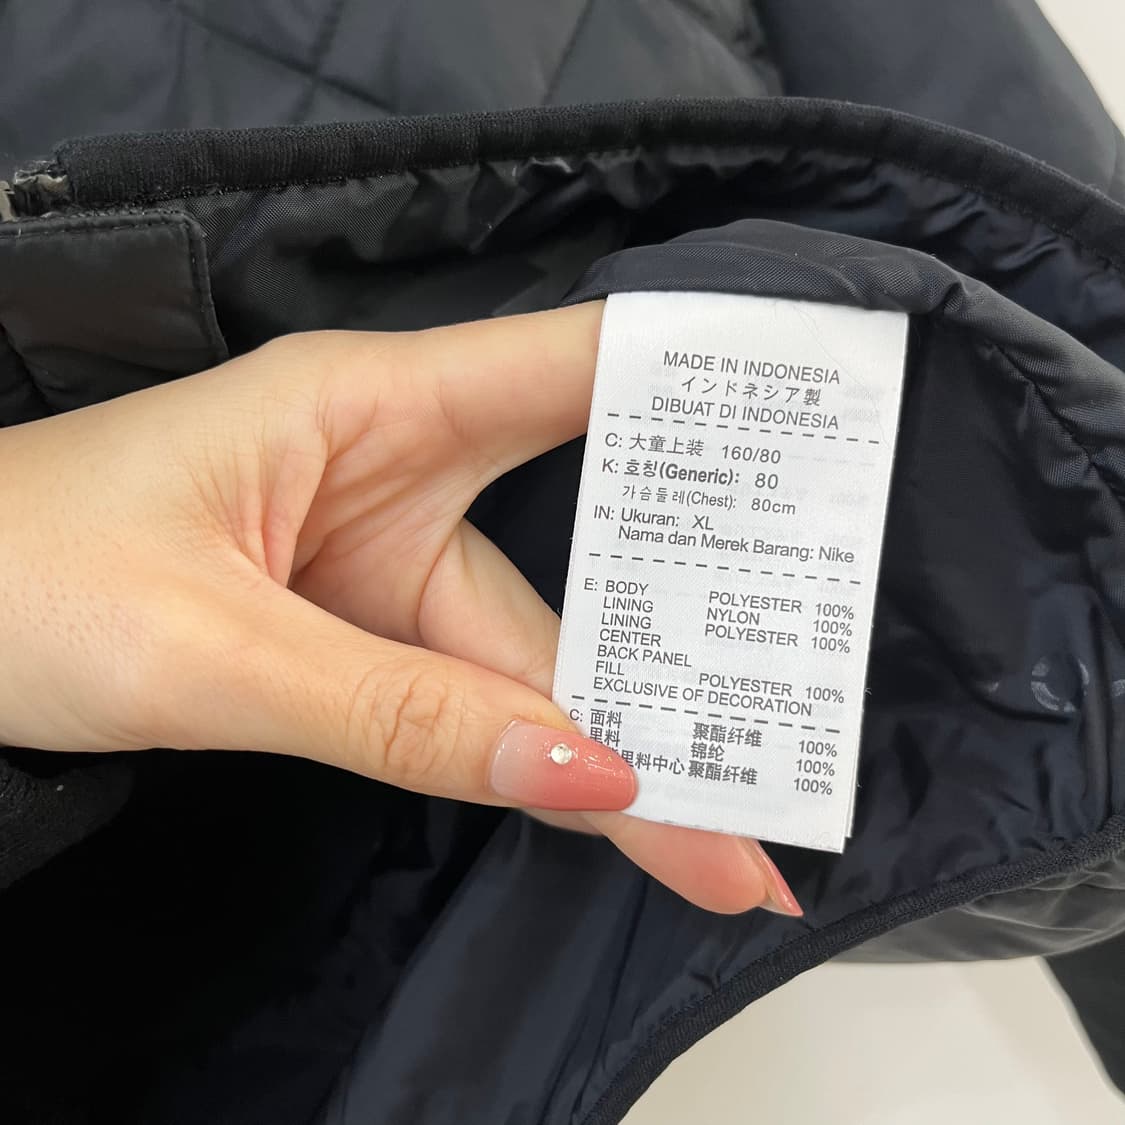 MADE IN INDONESIA
インドネシア製
DIBUAT DI INDONESIA
C: 大童上装 160/80
K: 호칭(Generic): 80
가슴둘레(Chest): 80cm
IN: Ukuran: XL
Nama dan Merek Barang: Nike
E: BODY POLYESTER 100%
LINING NYLON 100%
LINING POLYESTER 100%
CENTER
BACK PANEL
FILL POLYESTER 100%
EXCLUSIVE OF DECORATION
C: 面料 聚酯纤维 100%
里料 锦纶 100%
里料中心 聚酯纤维 100%